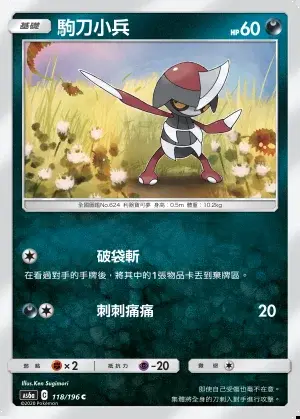 基礎 駒刀小兵 HP60
全國圖鑑No.624 利刃寶可夢 身高：0.5m 體重：10.2kg
破袋斬
在看過對手的手牌後，將其中的1張物品卡丟到棄牌區。
刺刺痛痛 20
弱點 ×2 抵抗力 -20 撤退
Illus.Ken Sugimori
AS6a C 118/196 C
©2020 Pokémon
即使自己受傷也毫不在意，
集體將全身的刀刺入對手進行攻擊。